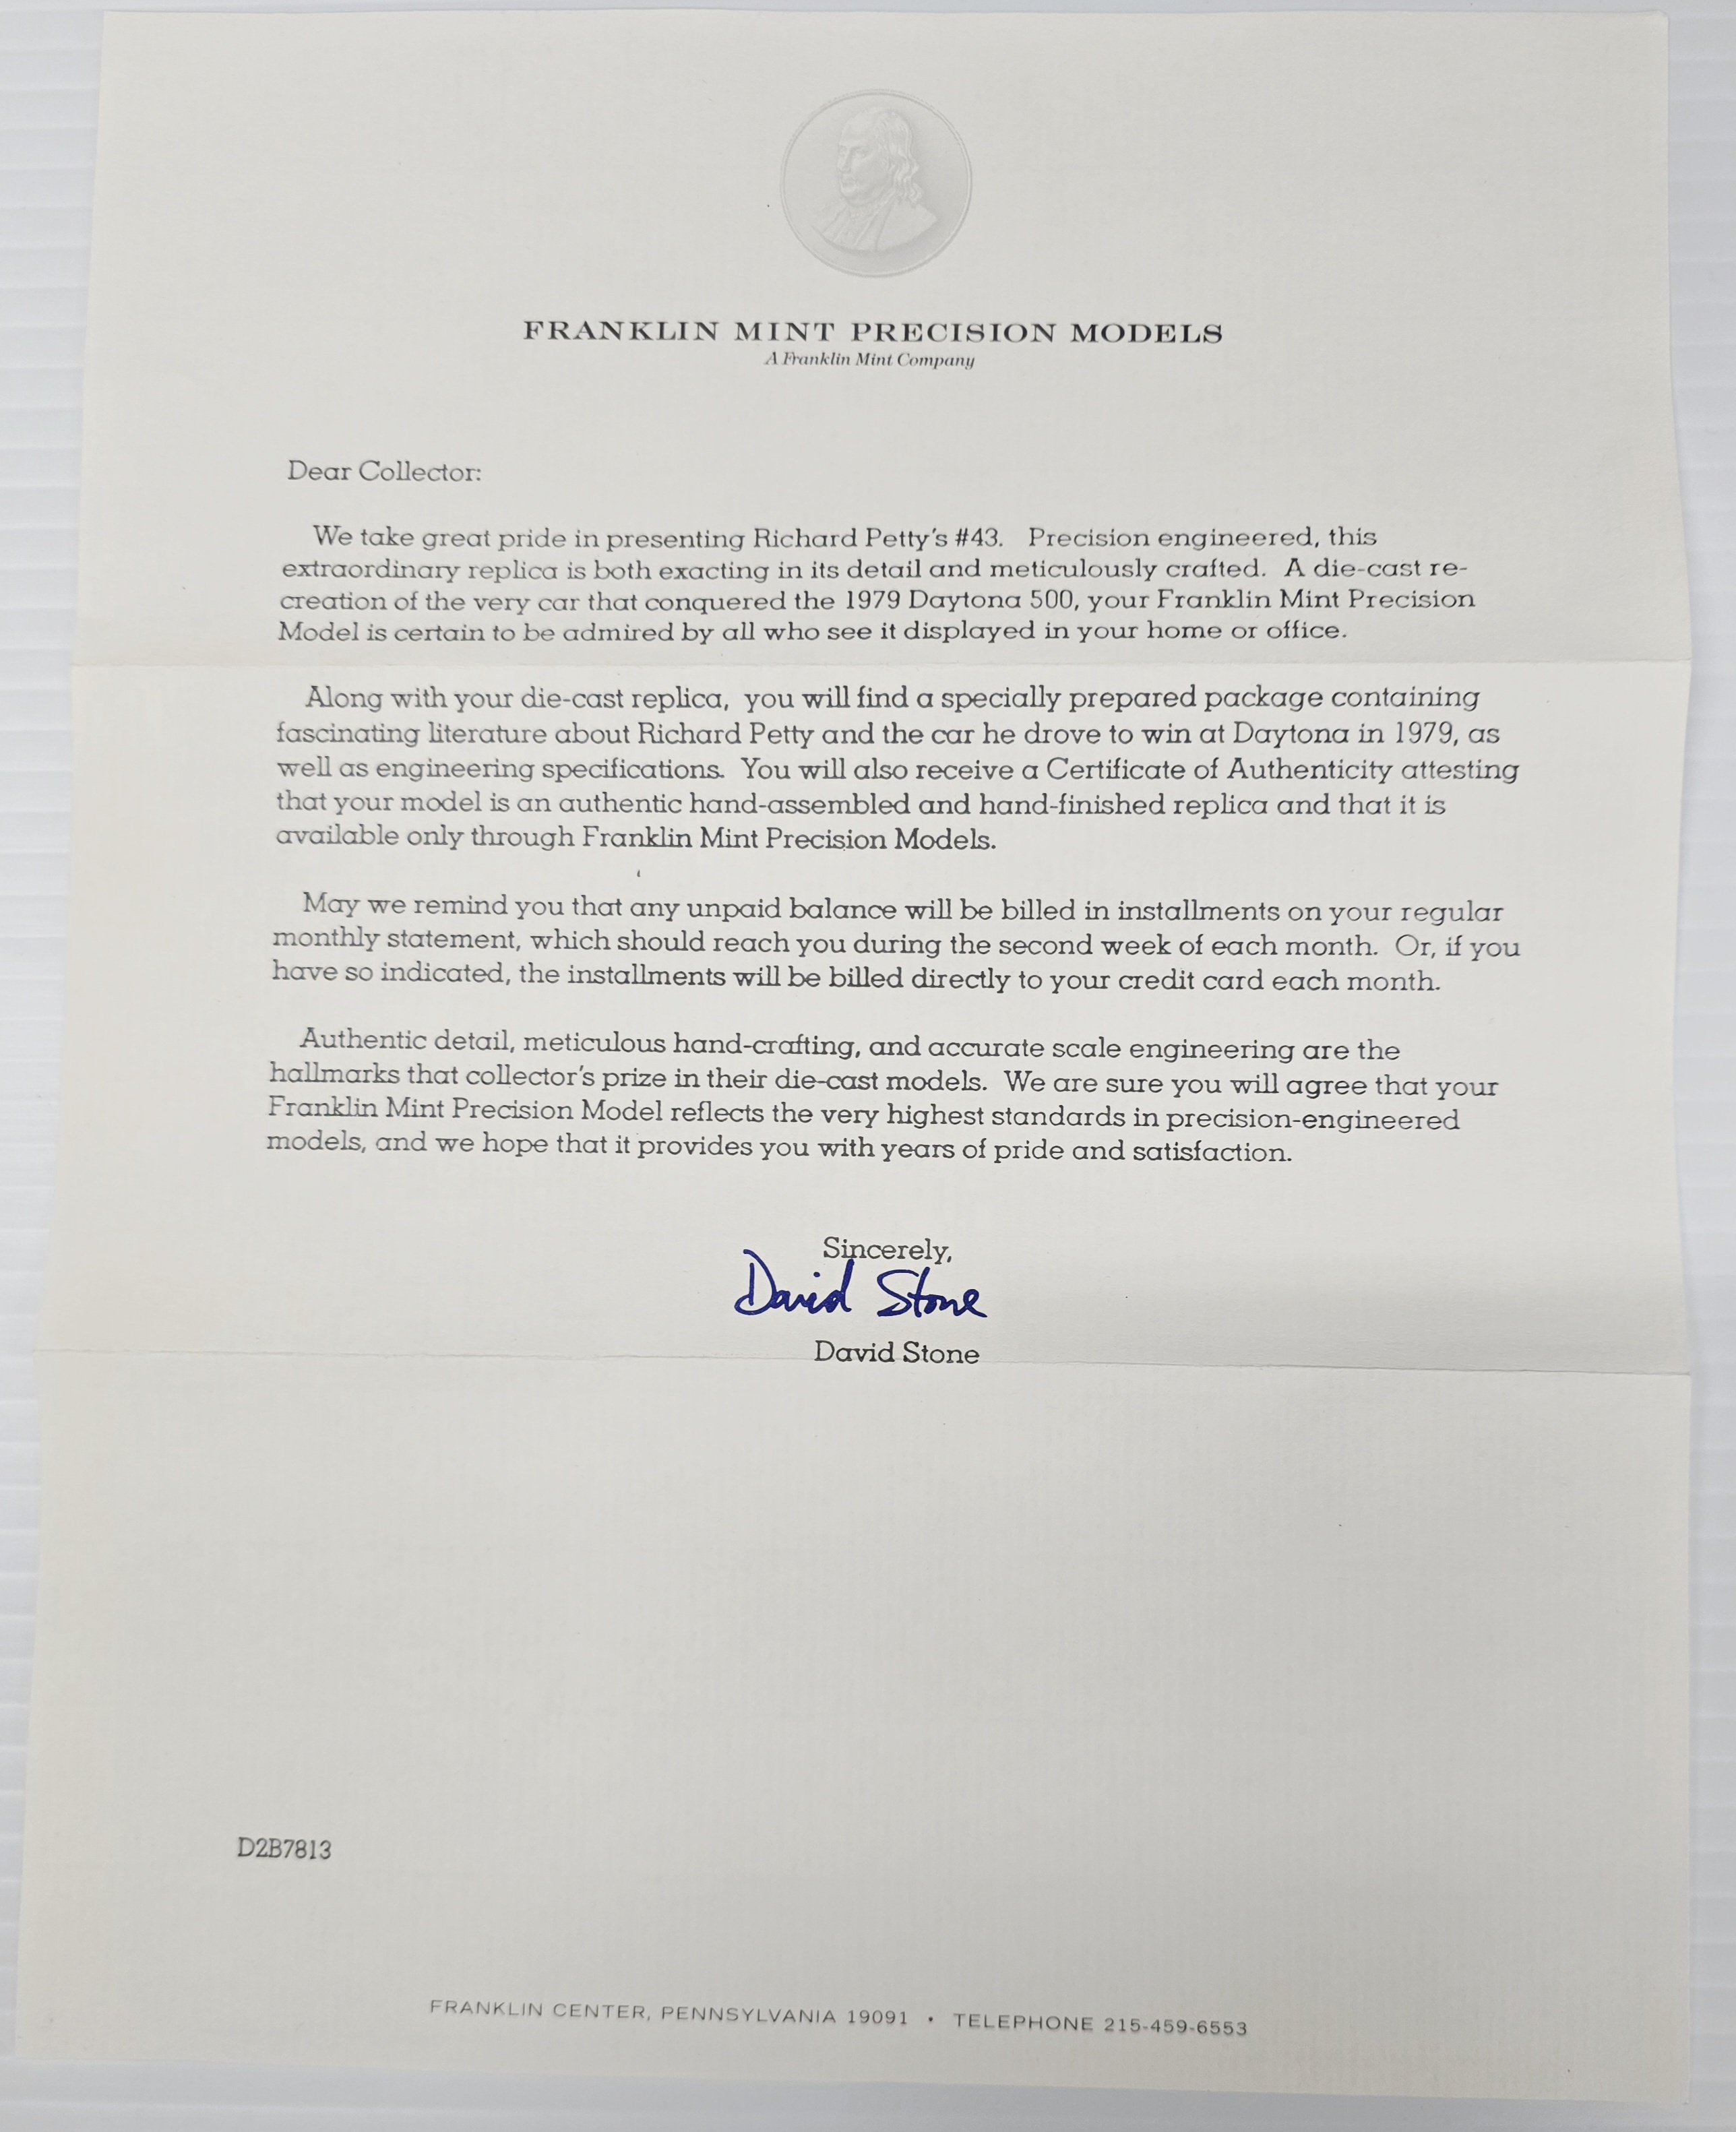 FRANKLIN MINT PRECISION MODELS
A Franklin Mint Company
Dear Collector:
We take great pride in presenting Richard Petty's #43. Precision engineered, this
extraordinary replica is both exacting in its detail and meticulously crafted. A die-cast re-
creation of the very car that conquered the 1979 Daytona 500, your Franklin Mint Precision
Model is certain to be admired by all who see it displayed in your home or office.
Along with your die-cast replica, you will find a specially prepared package containing
fascinating literature about Richard Petty and the car he drove to win at Daytona in 1979, as
well as engineering specifications. You will also receive a Certificate of Authenticity attesting
that your model is an authentic hand-assembled and hand-finished replica and that it is
available only through Franklin Mint Precision Models.
May we remind you that any unpaid balance will be billed in installments on your regular
monthly statement, which should reach you during the second week of each month. Or, if you
have so indicated, the installments will be billed directly to your credit card each month.
Authentic detail, meticulous hand-crafting, and accurate scale engineering are the
hallmarks that collector's prize in their die-cast models. We are sure you will agree that your
Franklin Mint Precision Model reflects the very highest standards in precision-engineered
models, and we hope that it provides you with years of pride and satisfaction.
Sincerely,
David Stone
David Stone
D2B7813
FRANKLIN CENTER, PENNSYLVANIA 19091 • TELEPHONE 215-459-6553